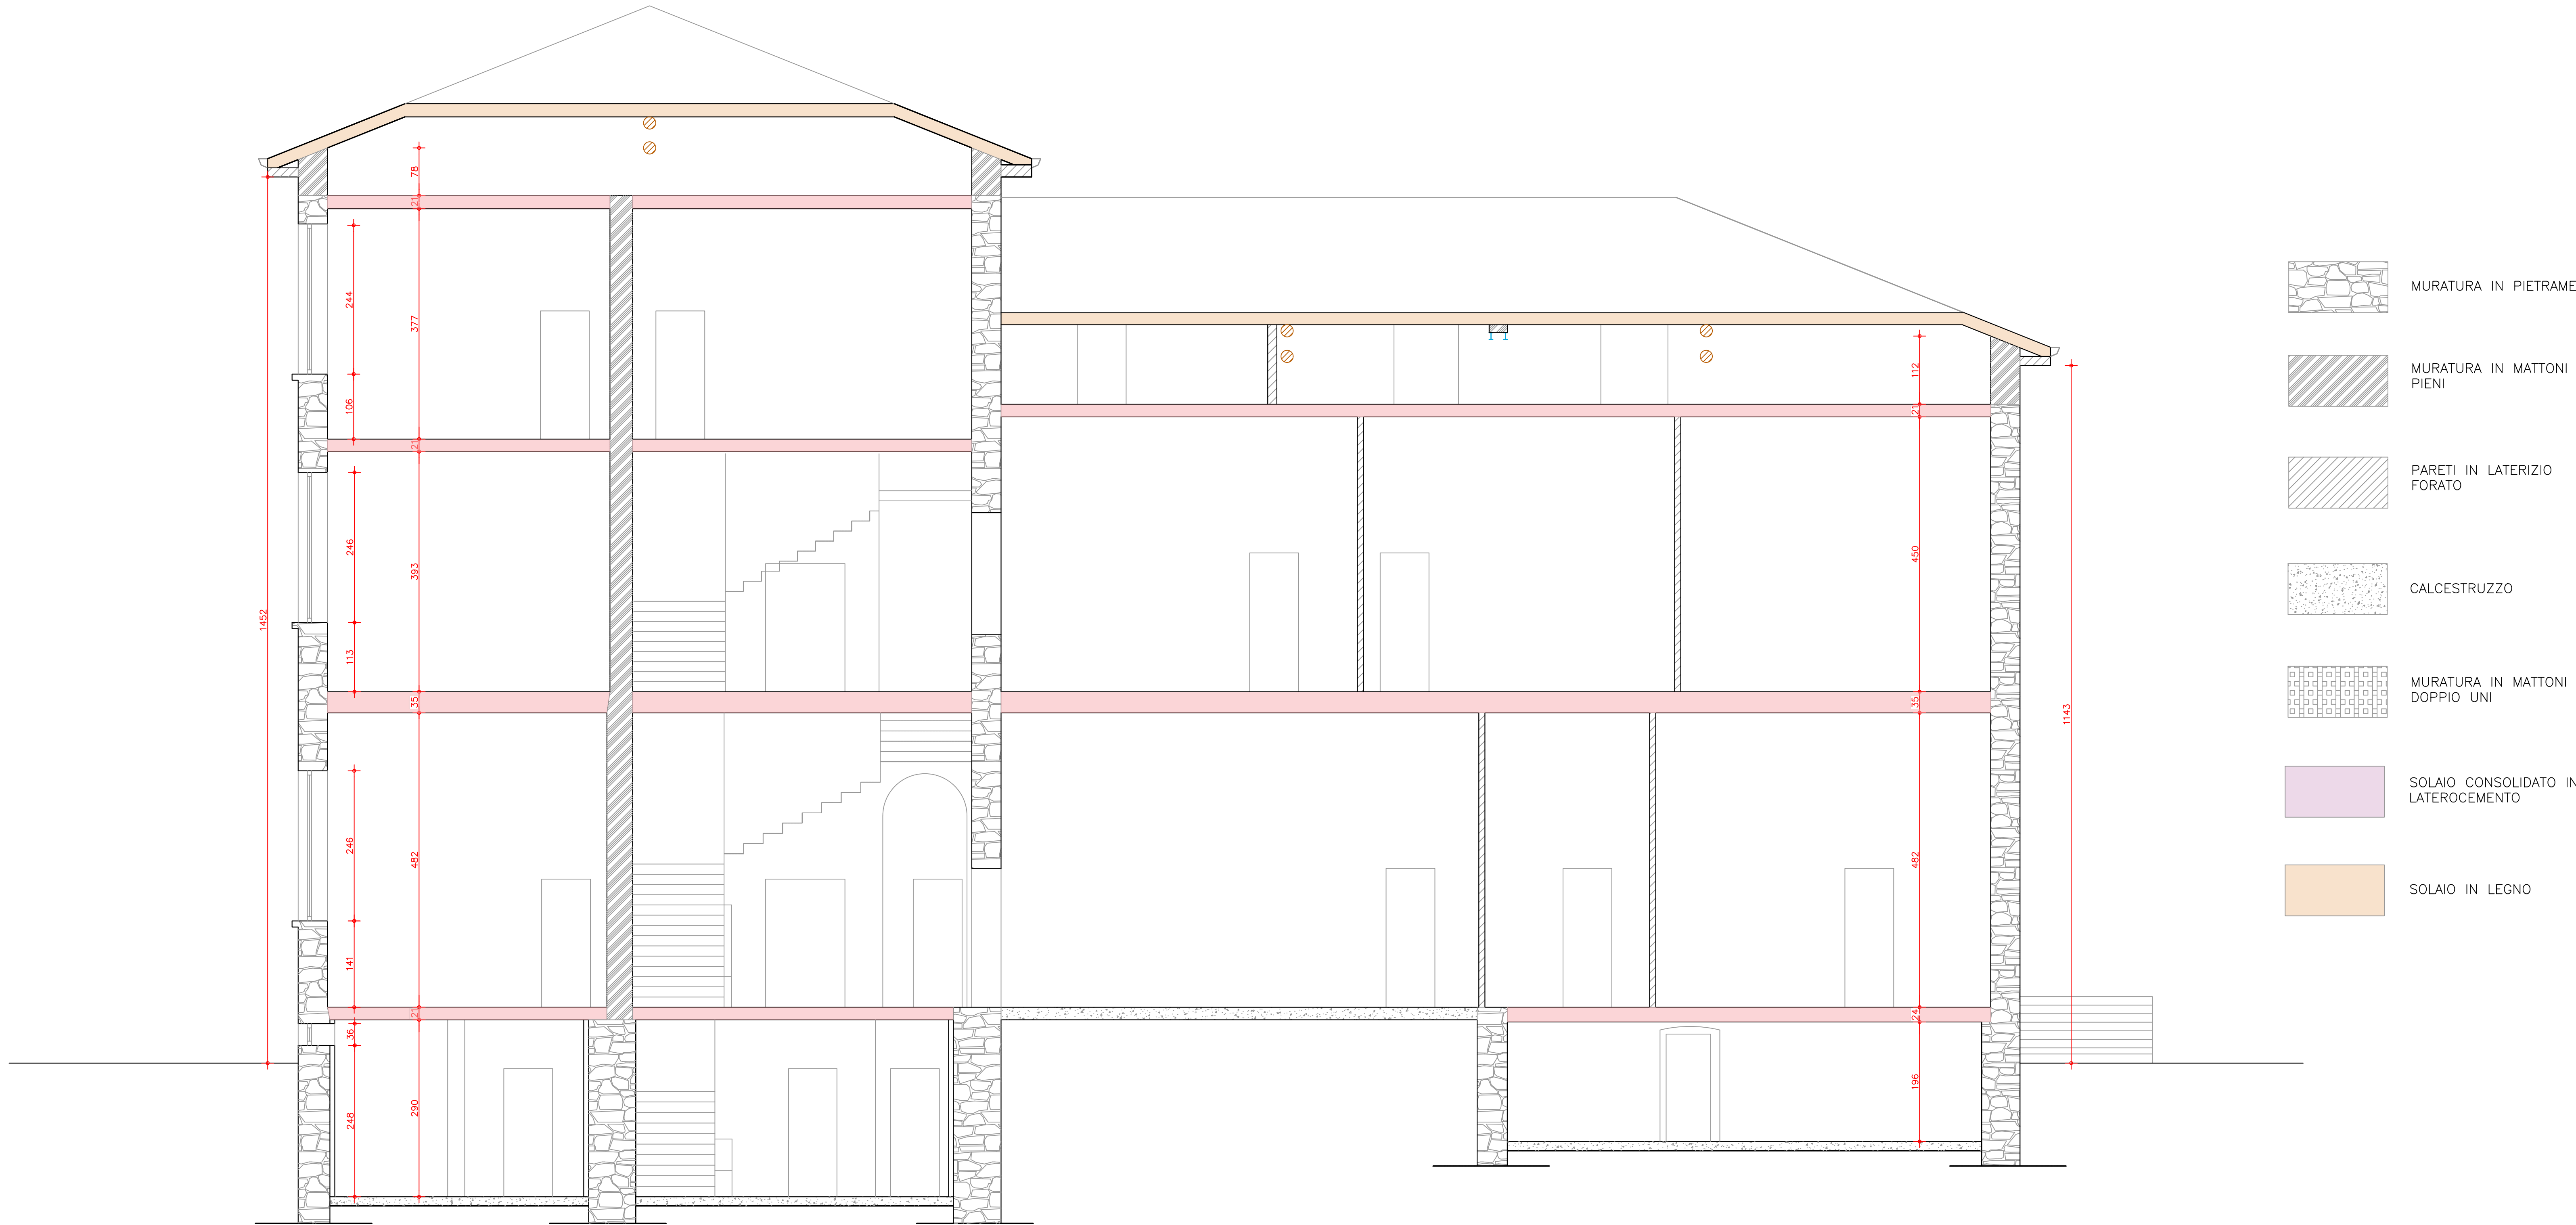 78
21
377
244
106
21
393
246
113
35
482
246
141
21
36
290
248
1452
112
21
450
35
482
24
196
1143
MURATURA IN PIETRAME
MURATURA IN MATTONI
PIENI
PARETI IN LATERIZIO
FORATO
CALCESTRUZZO
MURATURA IN MATTONI
DOPPIO UNI
SOLAIO CONSOLIDATO IN
LATEROCEMENTO
SOLAIO IN LEGNO